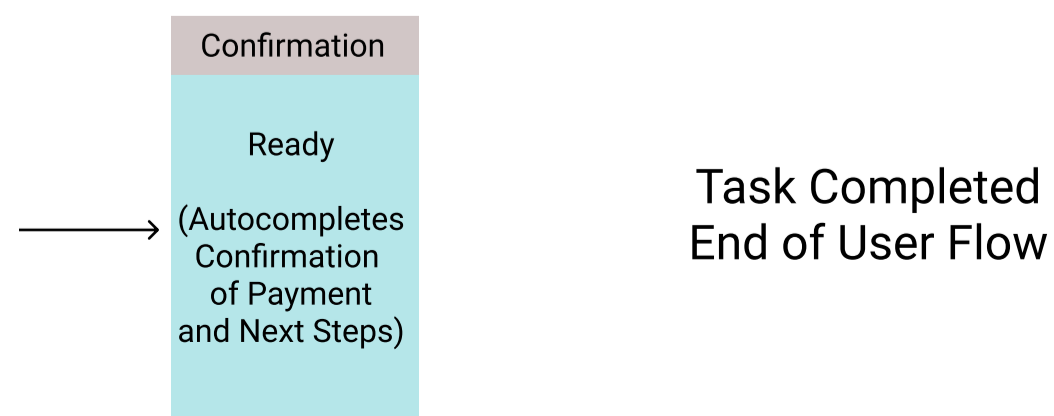 Confirmation
Ready
(Autocompletes
Confirmation
of Payment
and Next Steps)
Task Completed
End of User Flow